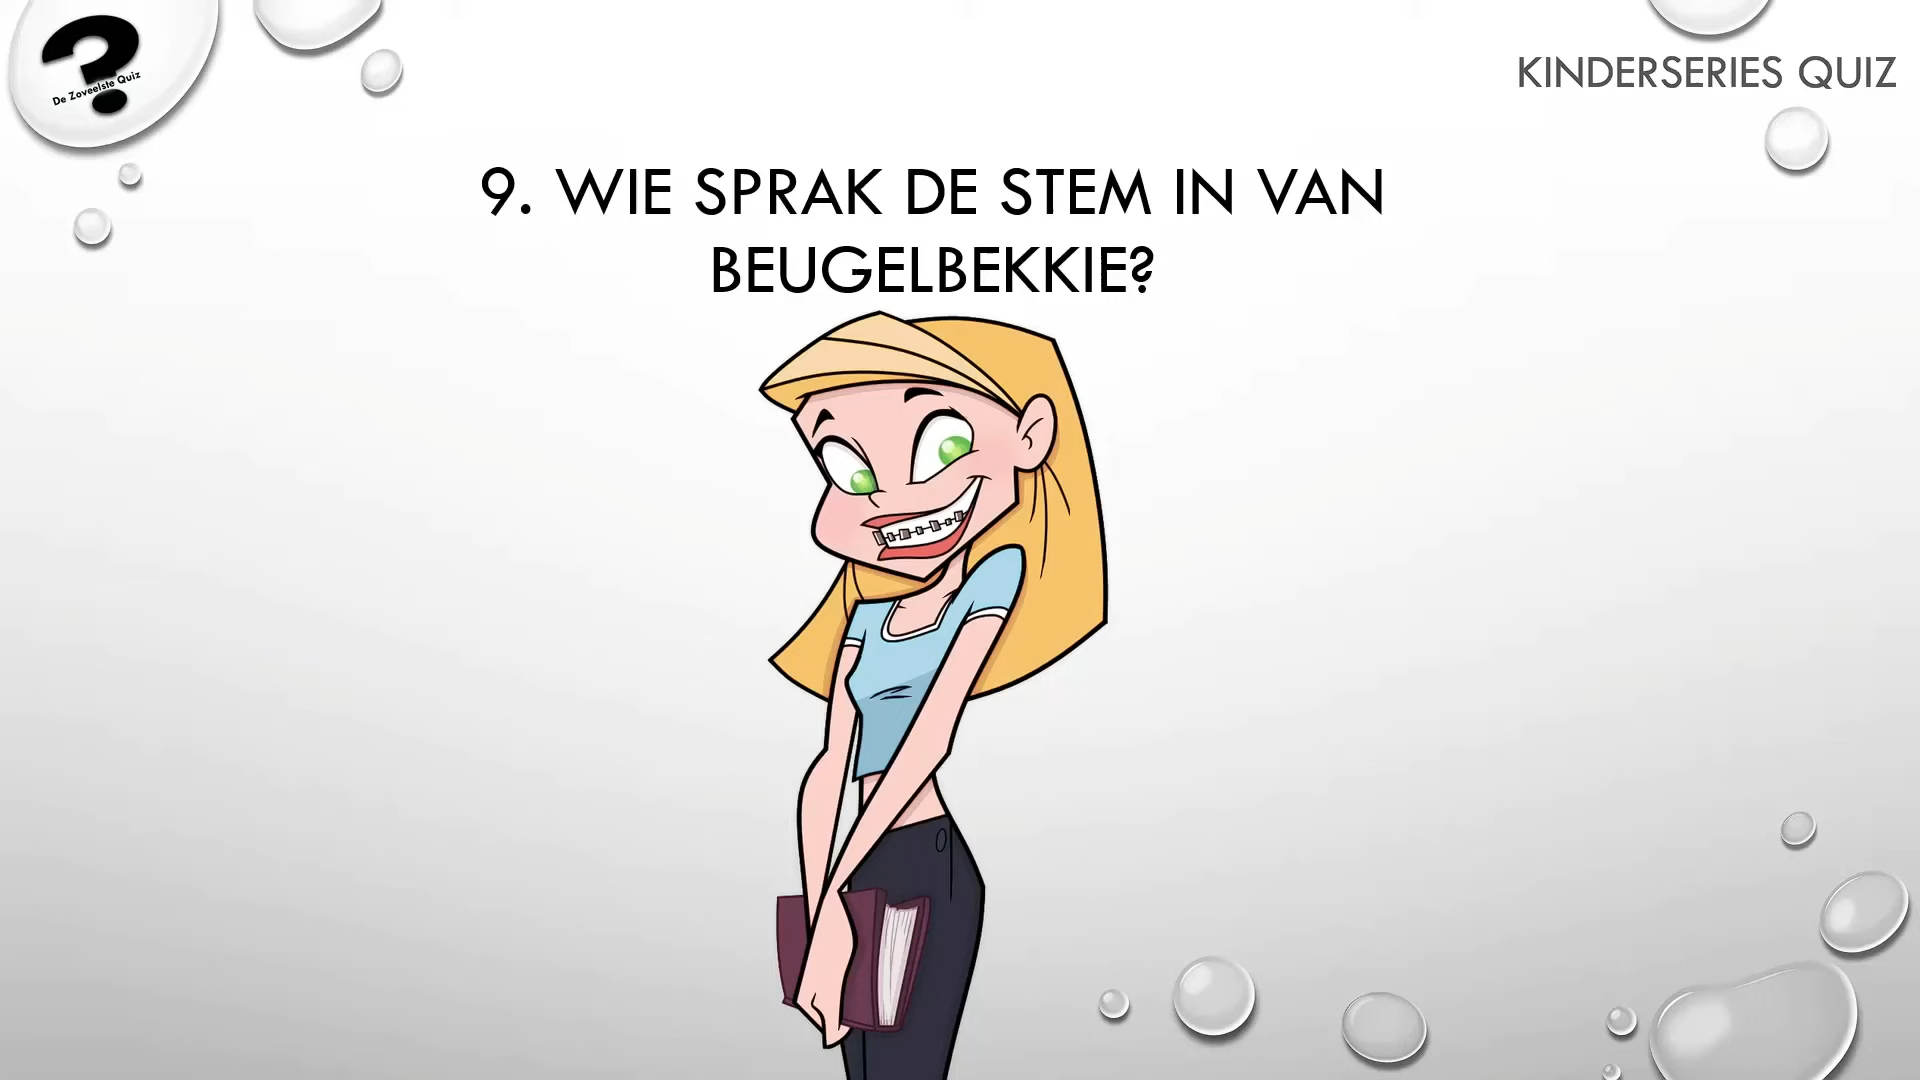 De Zoveelste Quiz
KINDERSERIES QUIZ
9. WIE SPRAK DE STEM IN VAN
BEUGELBEKKIE?